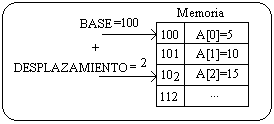 Memoria
BASE =100
100 A[0]=5
+
101 A[1]=10
DESPLAZAMIENTO = 2
102 A[2]=15
112 ...